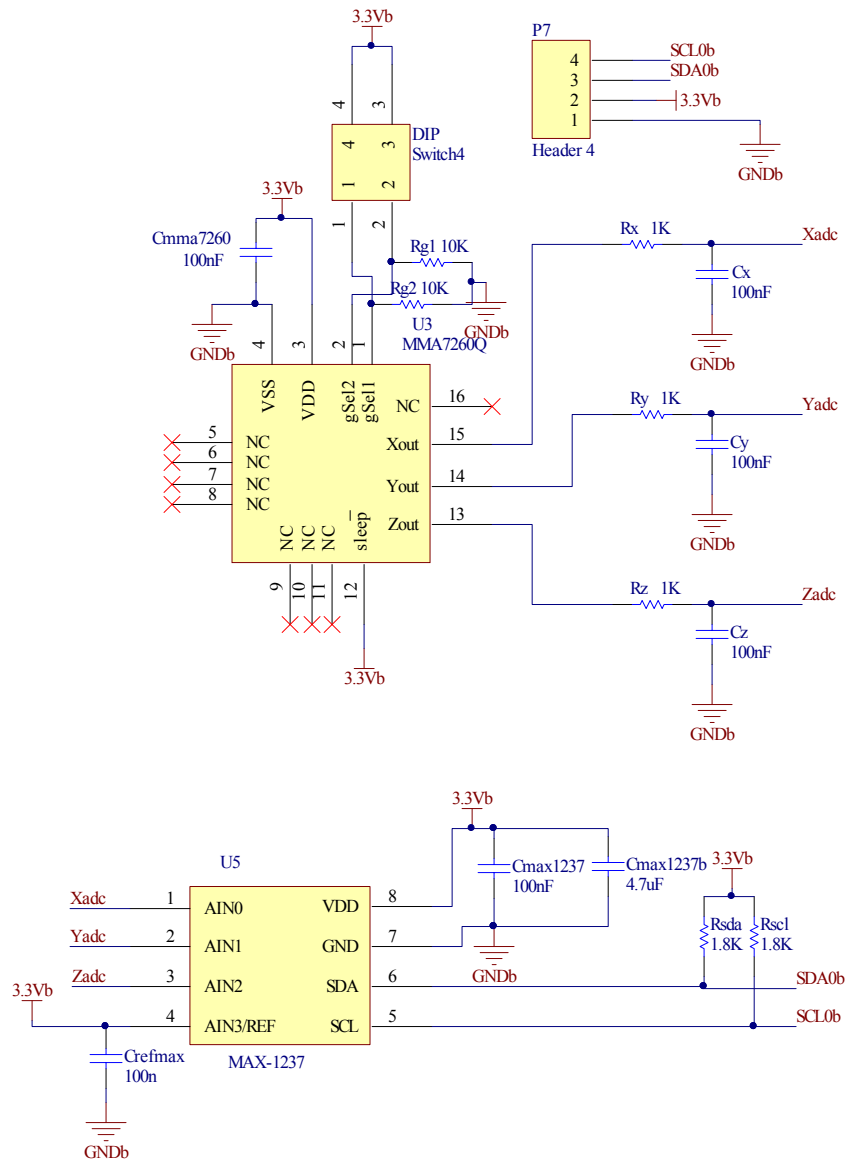 3.3Vb
4
3
DIP
Switch4
4
3
1
2
1
2
P7
4
3
2
1
Header 4
SCL0b
SDA0b
3.3Vb
GNDb
3.3Vb
Cmma7260
100nF
GNDb
Rg1 10K
Rg2 10K
GNDb
U3
MMA7260Q
4
3
2
1
VSS
VDD
gSel2
gSel1
NC
16
Xout
15
Yout
14
Zout
13
5
NC
6
NC
7
NC
8
NC
NC
NC
NC
sleep
9
10
11
12
3.3Vb
Rx 1K
Xadc
Cx
100nF
GNDb
Ry 1K
Yadc
Cy
100nF
GNDb
Rz 1K
Zadc
Cz
100nF
GNDb
U5
Xadc
1
AIN0
Yadc
2
AIN1
Zadc
3
AIN2
3.3Vb
4
AIN3/REF
VDD
8
GND
7
SDA
6
SCL
5
MAX-1237
Crefmax
100n
GNDb
3.3Vb
Cmax1237
100nF
Cmax1237b
4.7uF
GNDb
3.3Vb
Rsda
1.8K
Rscl
1.8K
SDA0b
SCL0b